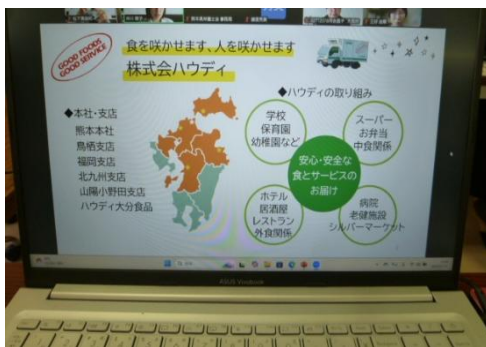 GOOD FOODS
GOOD SERVICE
食を咲かせます、人を咲かせます
株式会ハウディ
◆本社・支店
熊本本社
鳥栖支店
福岡支店
北九州支店
山陽小野田支店
ハウディ大分食品
◆ハウディの取り組み
学校
保育園
幼稚園など
スーパー
お弁当
中食関係
安心・安全な
食とサービスの
お届け
ホテル
居酒屋
レストラン
外食関係
病院
老健施設
シルバーマーケット
ASUS Vivobook